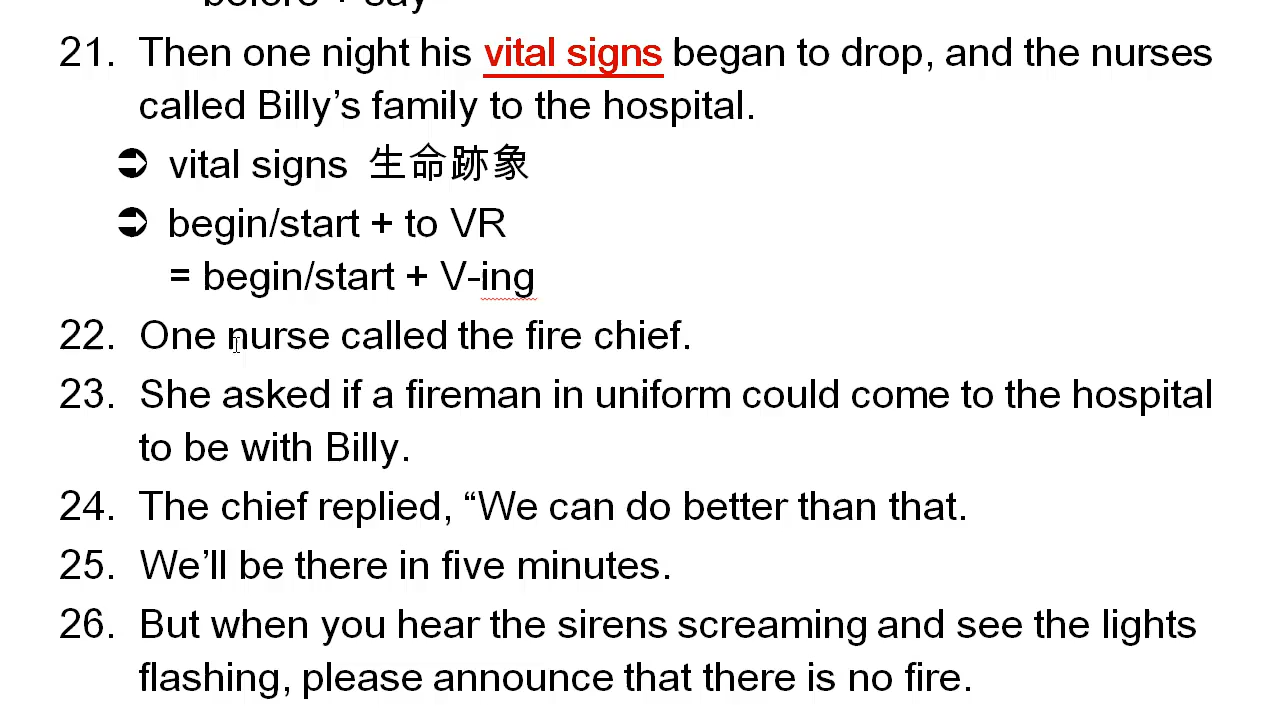 before + say
21. Then one night his vital signs began to drop, and the nurses
called Billy’s family to the hospital.
➲ vital signs 生命跡象
➲ begin/start + to VR
= begin/start + V-ing
22. One nurse called the fire chief.
23. She asked if a fireman in uniform could come to the hospital
to be with Billy.
24. The chief replied, “We can do better than that.
25. We’ll be there in five minutes.
26. But when you hear the sirens screaming and see the lights
flashing, please announce that there is no fire.